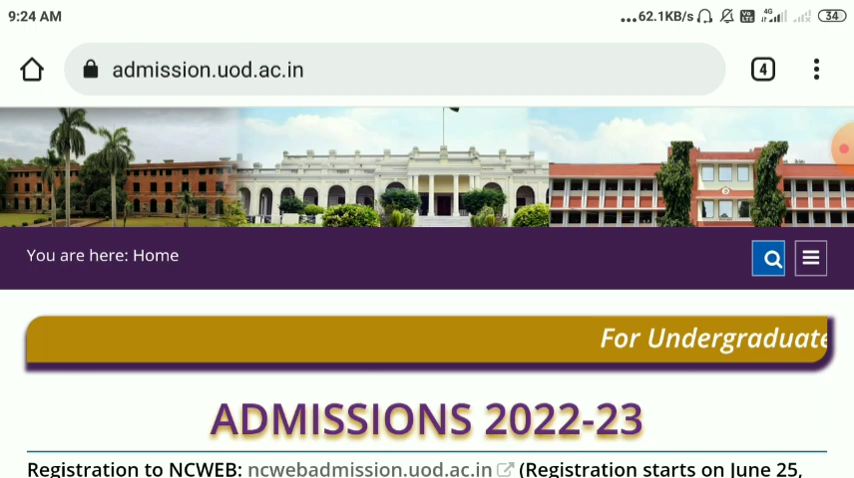 9:24 AM
...62.1KB/s 4G 34
admission.uod.ac.in
4
You are here: Home
For Undergraduate
ADMISSIONS 2022-23
Registration to NCWEB: ncwebadmission.uod.ac.in (Registration starts on June 25,